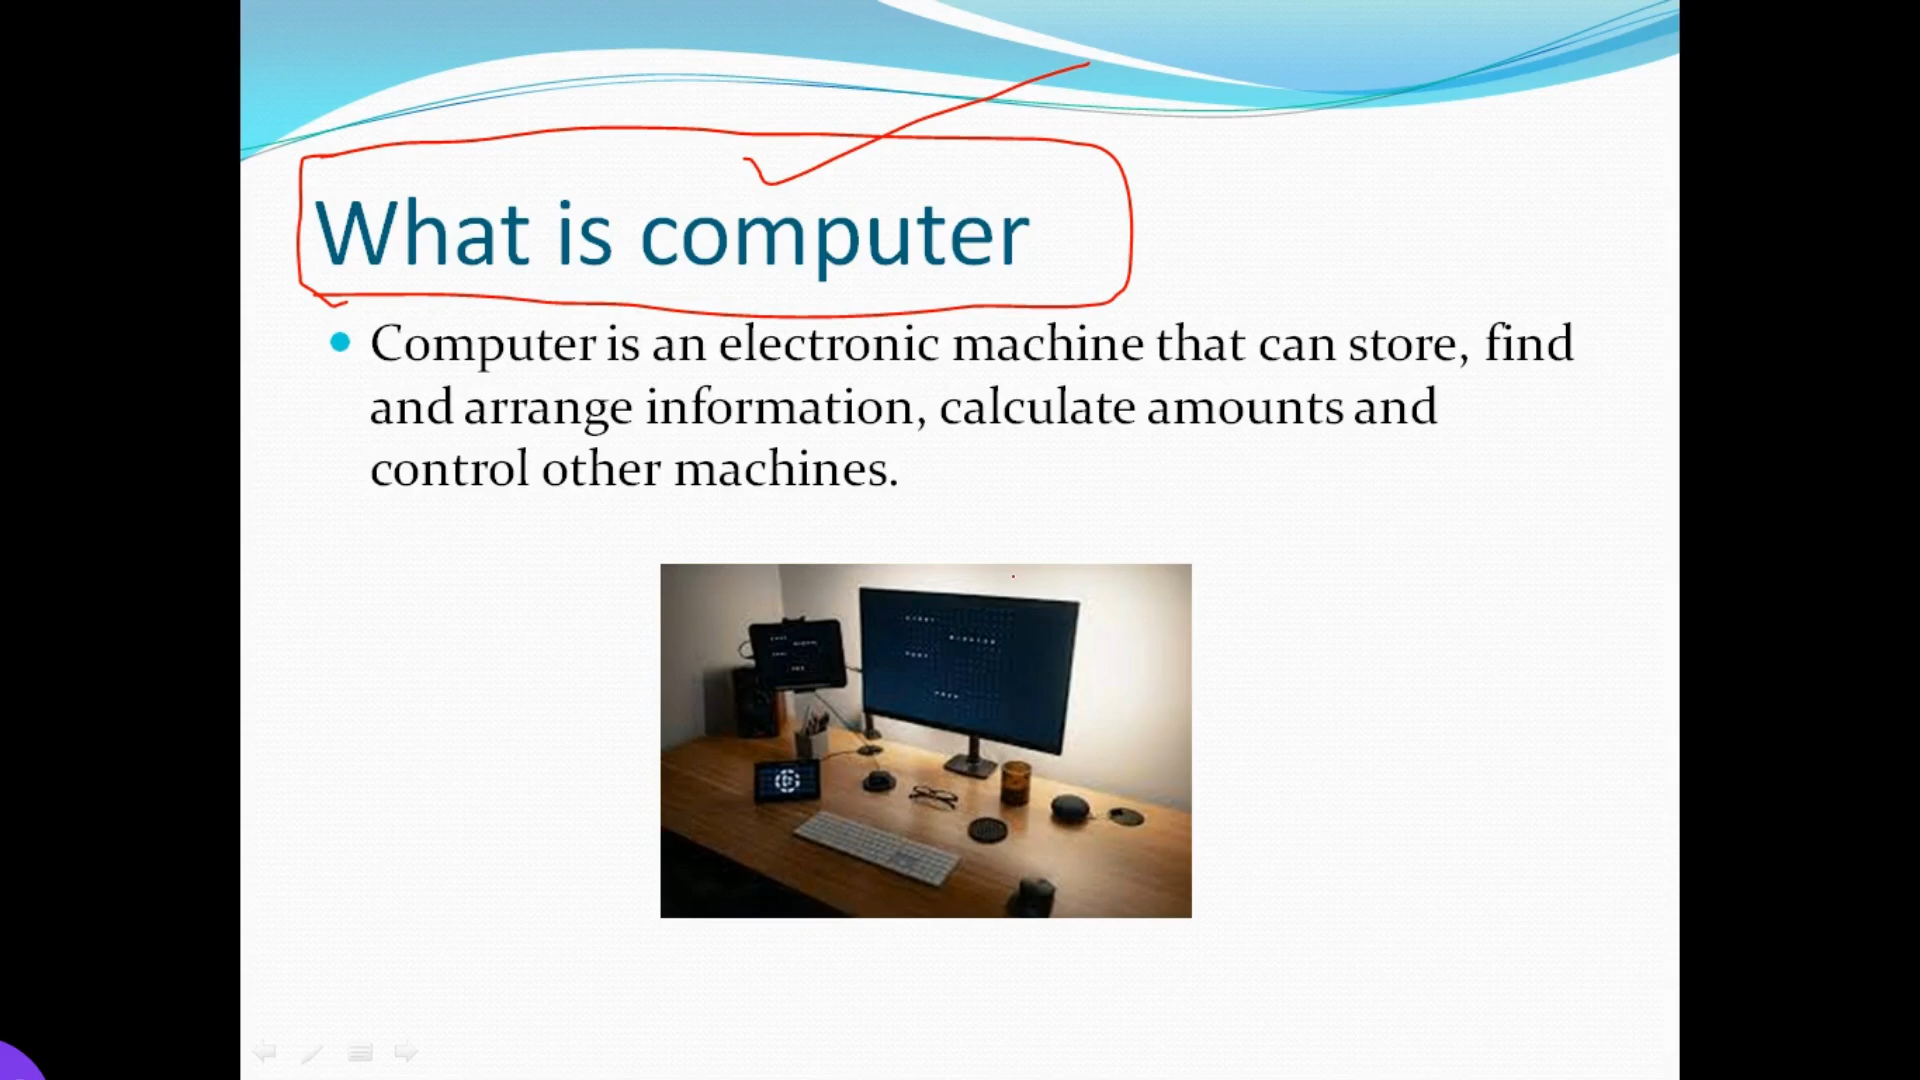 What is computer
Computer is an electronic machine that can store, find
and arrange information, calculate amounts and
control other machines.